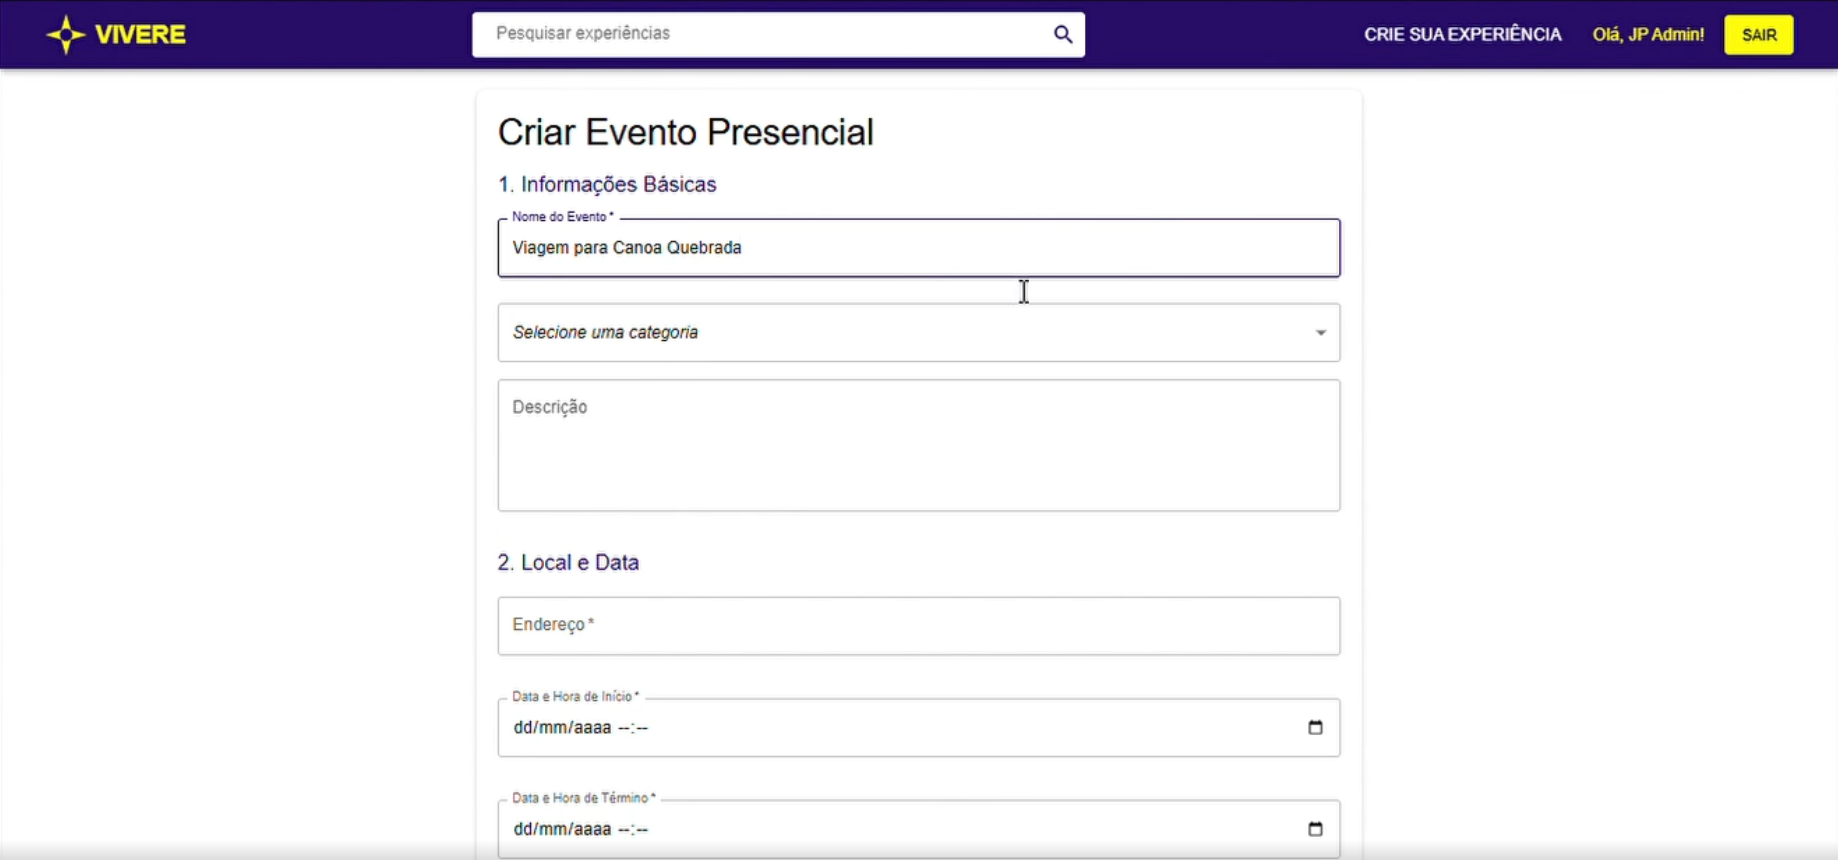 VIVERE
Pesquisar experiências
CRIE SUA EXPERIÊNCIA
Olá, JP Admin!
SAIR
Criar Evento Presencial
1. Informações Básicas
Nome do Evento *
Viagem para Canoa Quebrada
Selecione uma categoria
Descrição
2. Local e Data
Endereço *
Data e Hora de Início *
dd/mm/aaaa --:--
Data e Hora de Término *
dd/mm/aaaa --:--